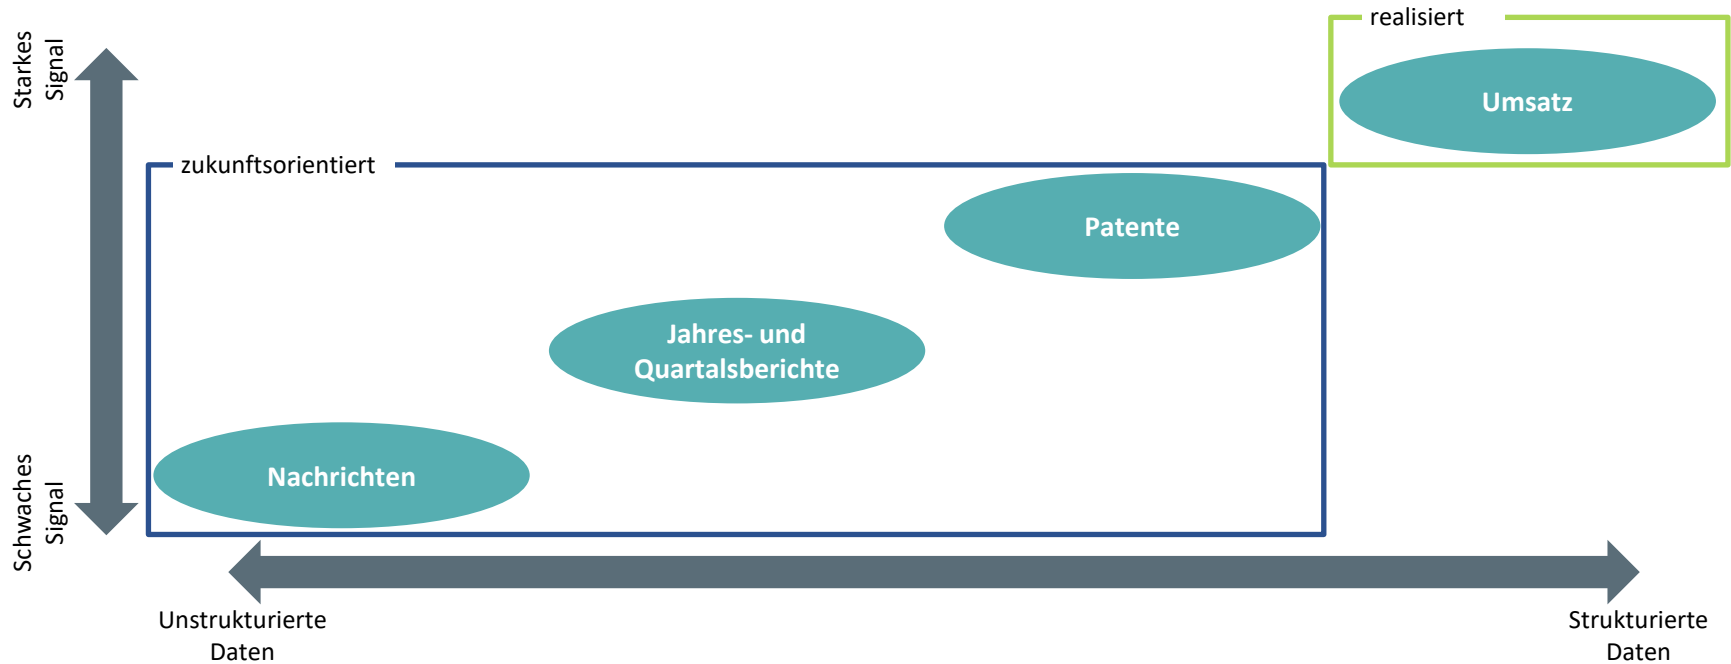 realisiert
Starkes
Signal
Umsatz
zukunftsorientiert
Patente
Jahres- und
Quartalsberichte
Nachrichten
Schwaches
Signal
Unstrukturierte
Daten
Strukturierte
Daten